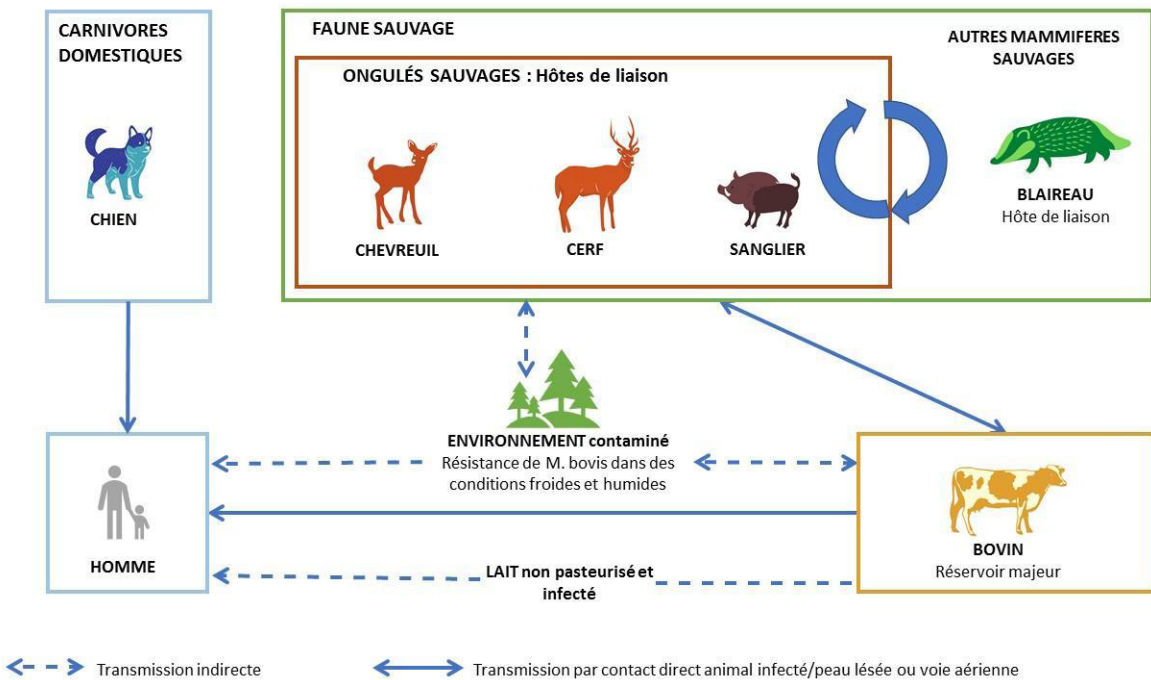 CARNIVORES
DOMESTIQUES
CHIEN
FAUNE SAUVAGE
AUTRES MAMMIFERES
SAUVAGES
ONGULÉS SAUVAGES : Hôtes de liaison
CHEVREUIL
CERF
SANGLIER
BLAIREAU
Hôte de liaison
ENVIRONNEMENT contaminé
Résistance de M. bovis dans des
conditions froides et humides
HOMME
BOVIN
Réservoir majeur
LAIT non pasteurisé et
infecté
Transmission indirecte
Transmission par contact direct animal infecté/peau lésée ou voie aérienne